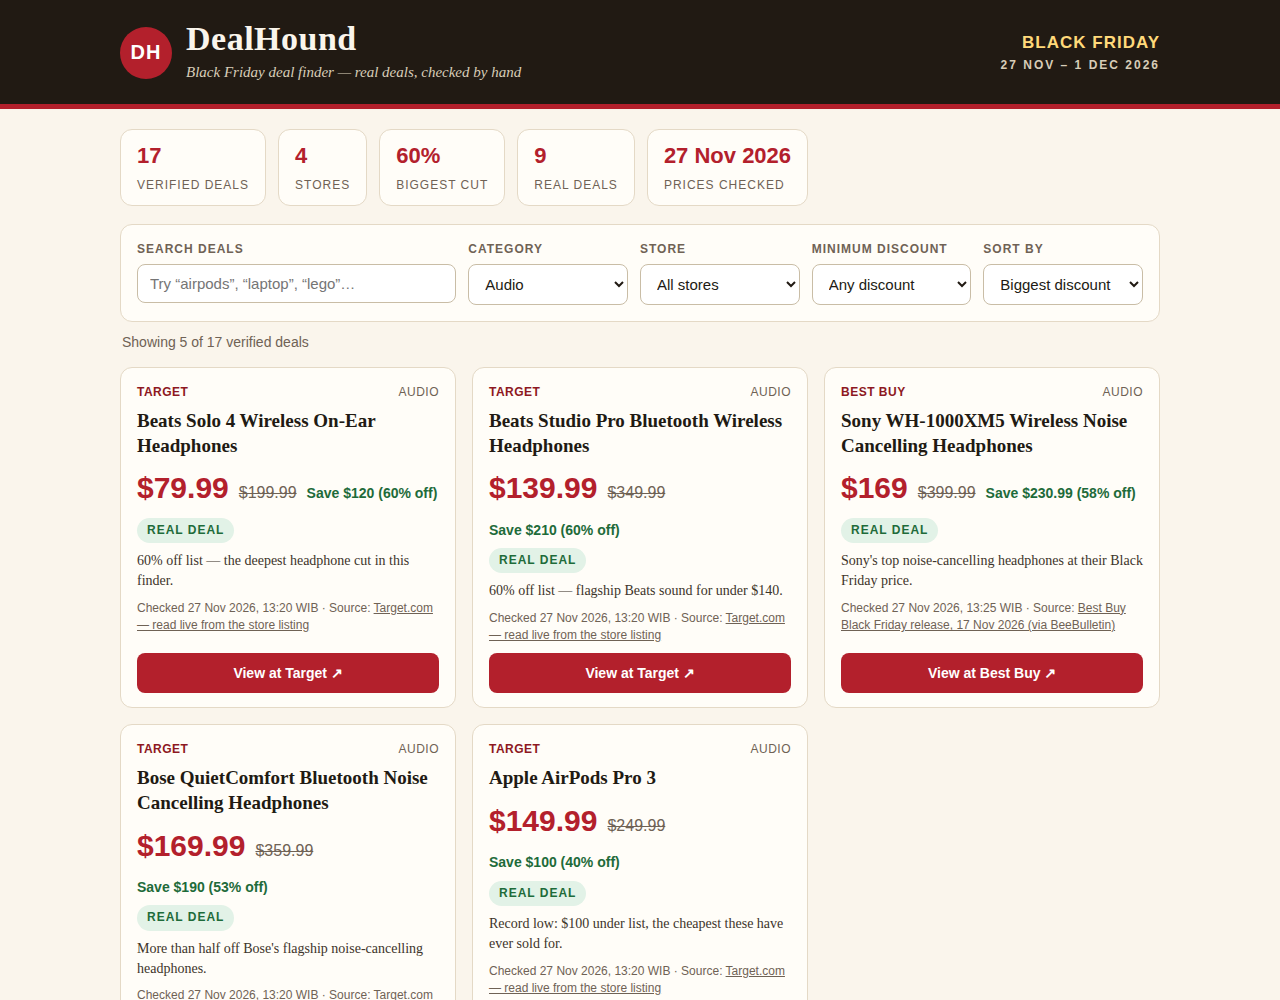 DH
DealHound
Black Friday deal finder — real deals, checked by hand
BLACK FRIDAY
27 NOV – 1 DEC 2026
17
VERIFIED DEALS
4
STORES
60%
BIGGEST CUT
9
REAL DEALS
27 Nov 2026
PRICES CHECKED
SEARCH DEALS
Try “airpods”, “laptop”, “lego”…
CATEGORY
Audio
STORE
All stores
MINIMUM DISCOUNT
Any discount
SORT BY
Biggest discount
Showing 5 of 17 verified deals
TARGET
AUDIO
Beats Solo 4 Wireless On-Ear
Headphones
$79.99 $199.99 Save $120 (60% off)
REAL DEAL
60% off list — the deepest headphone cut in this
finder.
Checked 27 Nov 2026, 13:20 WIB · Source: Target.com
— read live from the store listing
View at Target ↗
TARGET
AUDIO
Beats Studio Pro Bluetooth Wireless
Headphones
$139.99 $349.99
Save $210 (60% off)
REAL DEAL
60% off list — flagship Beats sound for under $140.
Checked 27 Nov 2026, 13:20 WIB · Source: Target.com
— read live from the store listing
View at Target ↗
BEST BUY
AUDIO
Sony WH-1000XM5 Wireless Noise
Cancelling Headphones
$169 $399.99 Save $230.99 (58% off)
REAL DEAL
Sony's top noise-cancelling headphones at their Black
Friday price.
Checked 27 Nov 2026, 13:25 WIB · Source: Best Buy
Black Friday release, 17 Nov 2026 (via BeeBulletin)
View at Best Buy ↗
TARGET
AUDIO
Bose QuietComfort Bluetooth Noise
Cancelling Headphones
$169.99 $359.99
Save $190 (53% off)
REAL DEAL
More than half off Bose's flagship noise-cancelling
headphones.
Checked 27 Nov 2026, 13:20 WIB · Source: Target.com
TARGET
AUDIO
Apple AirPods Pro 3
$149.99 $249.99
Save $100 (40% off)
REAL DEAL
Record low: $100 under list, the cheapest these have
ever sold for.
Checked 27 Nov 2026, 13:20 WIB · Source: Target.com
— read live from the store listing